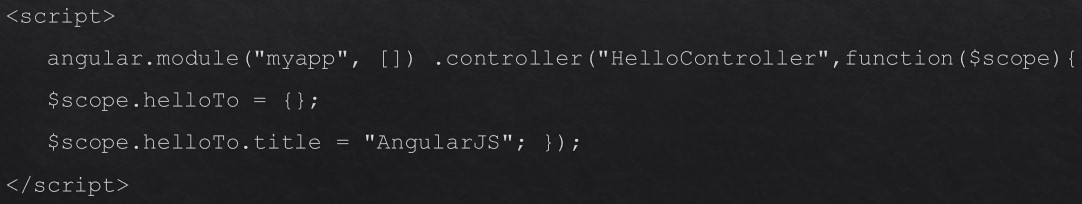 <script>
angular.module("myapp", []) .controller("HelloController",function($scope){
$scope.helloTo = {};
$scope.helloTo.title = "AngularJS"; });
</script>